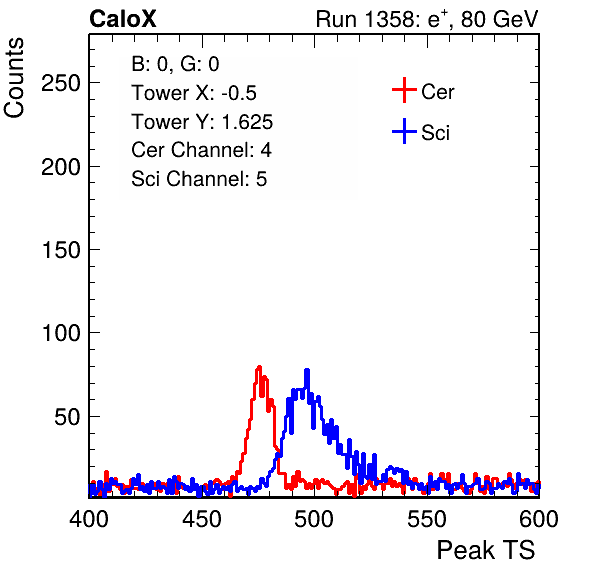 CaloX
Run 1358: e+, 80 GeV
Counts
B: 0, G: 0
Tower X: -0.5
Tower Y: 1.625
Cer Channel: 4
Sci Channel: 5
Cer
Sci
250
200
150
100
50
400 450 500 550 600
Peak TS